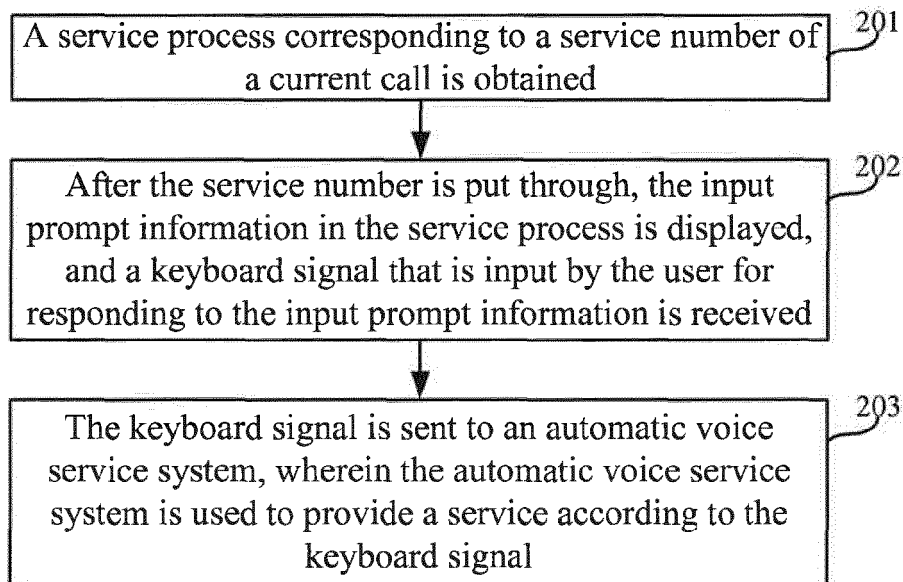 A service process corresponding to a service number of
a current call is obtained
201
After the service number is put through, the input
prompt information in the service process is displayed,
and a keyboard signal that is input by the user for
responding to the input prompt information is received
202
The keyboard signal is sent to an automatic voice
service system, wherein the automatic voice service
system is used to provide a service according to the
keyboard signal
203